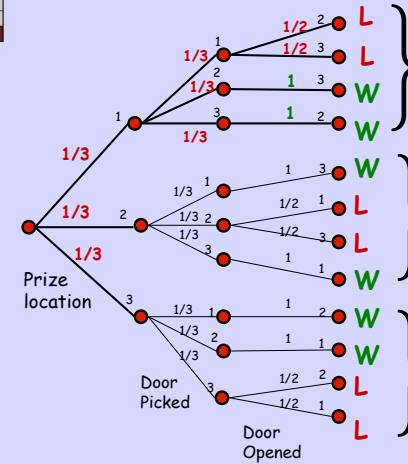 1/2 2 L
1
1/3 1/2 3 L
2
1/3 1 3 W
1 3 1 2 W
1/3
1/3
1 3 W
1/3 1
1/3 2 1/3 2 1/2 1 L
1/3 1/2 3 L
3
1/3 1 1 W
Prize
location
3 1/3 1 1 2 W
1/3 2 1 1 W
1/3
Door
Picked
3 1/2 2 L
1/2 1 L
Door
Opened